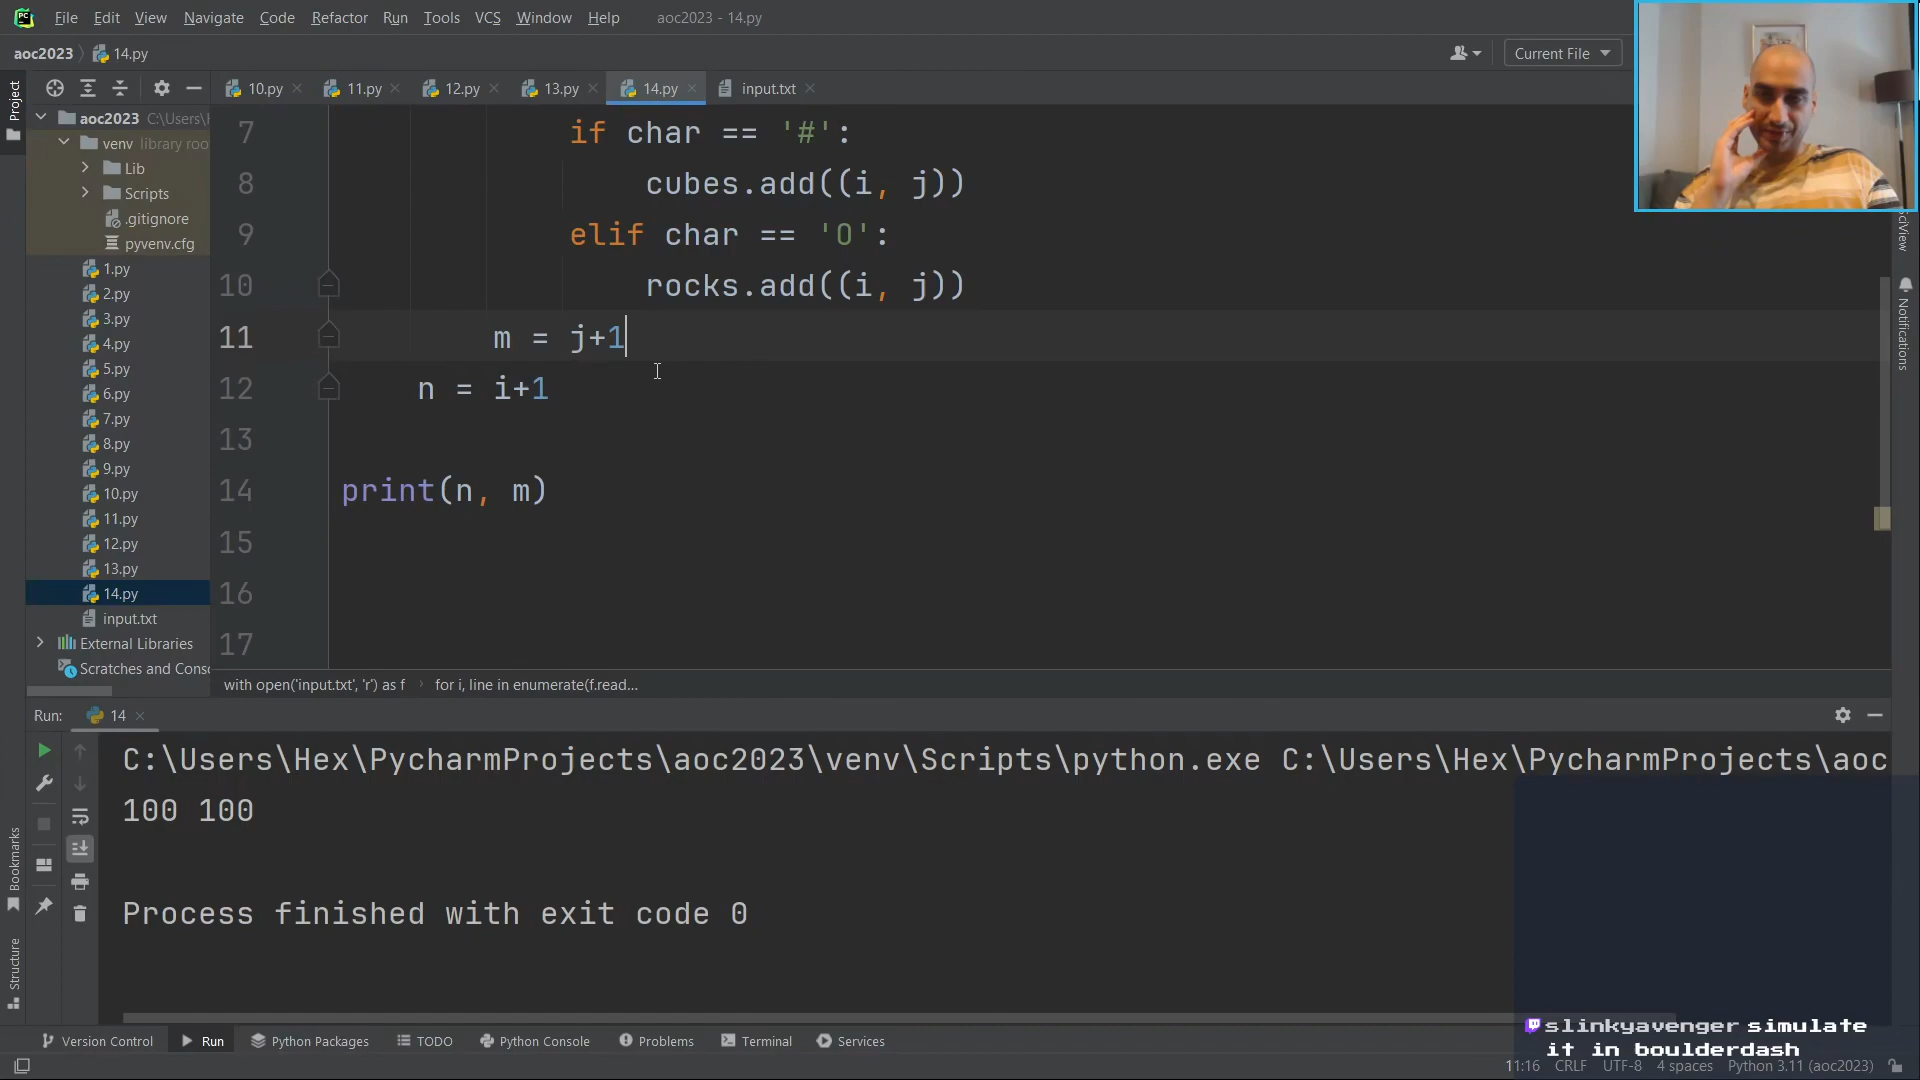 File Edit View Navigate Code Refactor Run Tools VCS Window Help aoc2023 - 14.py
aoc2023 14.py
Current File
10.py 11.py 12.py 13.py 14.py input.txt
Project
aoc2023 C:\Users\H
venv library roo
Lib
Scripts
.gitignore
pyvenv.cfg
1.py
2.py
3.py
4.py
5.py
6.py
7.py
8.py
9.py
10.py
11.py
12.py
13.py
14.py
input.txt
External Libraries
Scratches and Conso
7 if char == '#':
8 cubes.add((i, j))
9 elif char == 'O':
10 rocks.add((i, j))
11 m = j+1
12 n = i+1
13
14 print(n, m)
15
16
17
SciView
Notifications
with open('input.txt', 'r') as f for i, line in enumerate(f.read...
Run: 14
C:\Users\Hex\PycharmProjects\aoc2023\venv\Scripts\python.exe C:\Users\Hex\PycharmProjects\aoc
100 100
Process finished with exit code 0
Bookmarks
Structure
slinkyavenger simulate
it in boulderdash
Version Control Run Python Packages TODO Python Console Problems Terminal Services
11:16 CRLF UTF-8 4 spaces Python 3.11 (aoc2023)